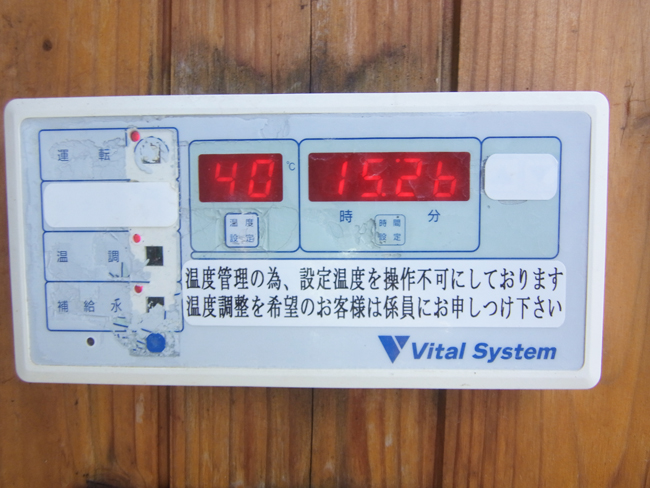 運転
40 ℃
15.26
時 分
温度
設定
時間
設定
温調
補給水
温度管理の為、設定温度を操作不可にしております
温度調整を希望のお客様は係員にお申しつけ下さい
Vital System